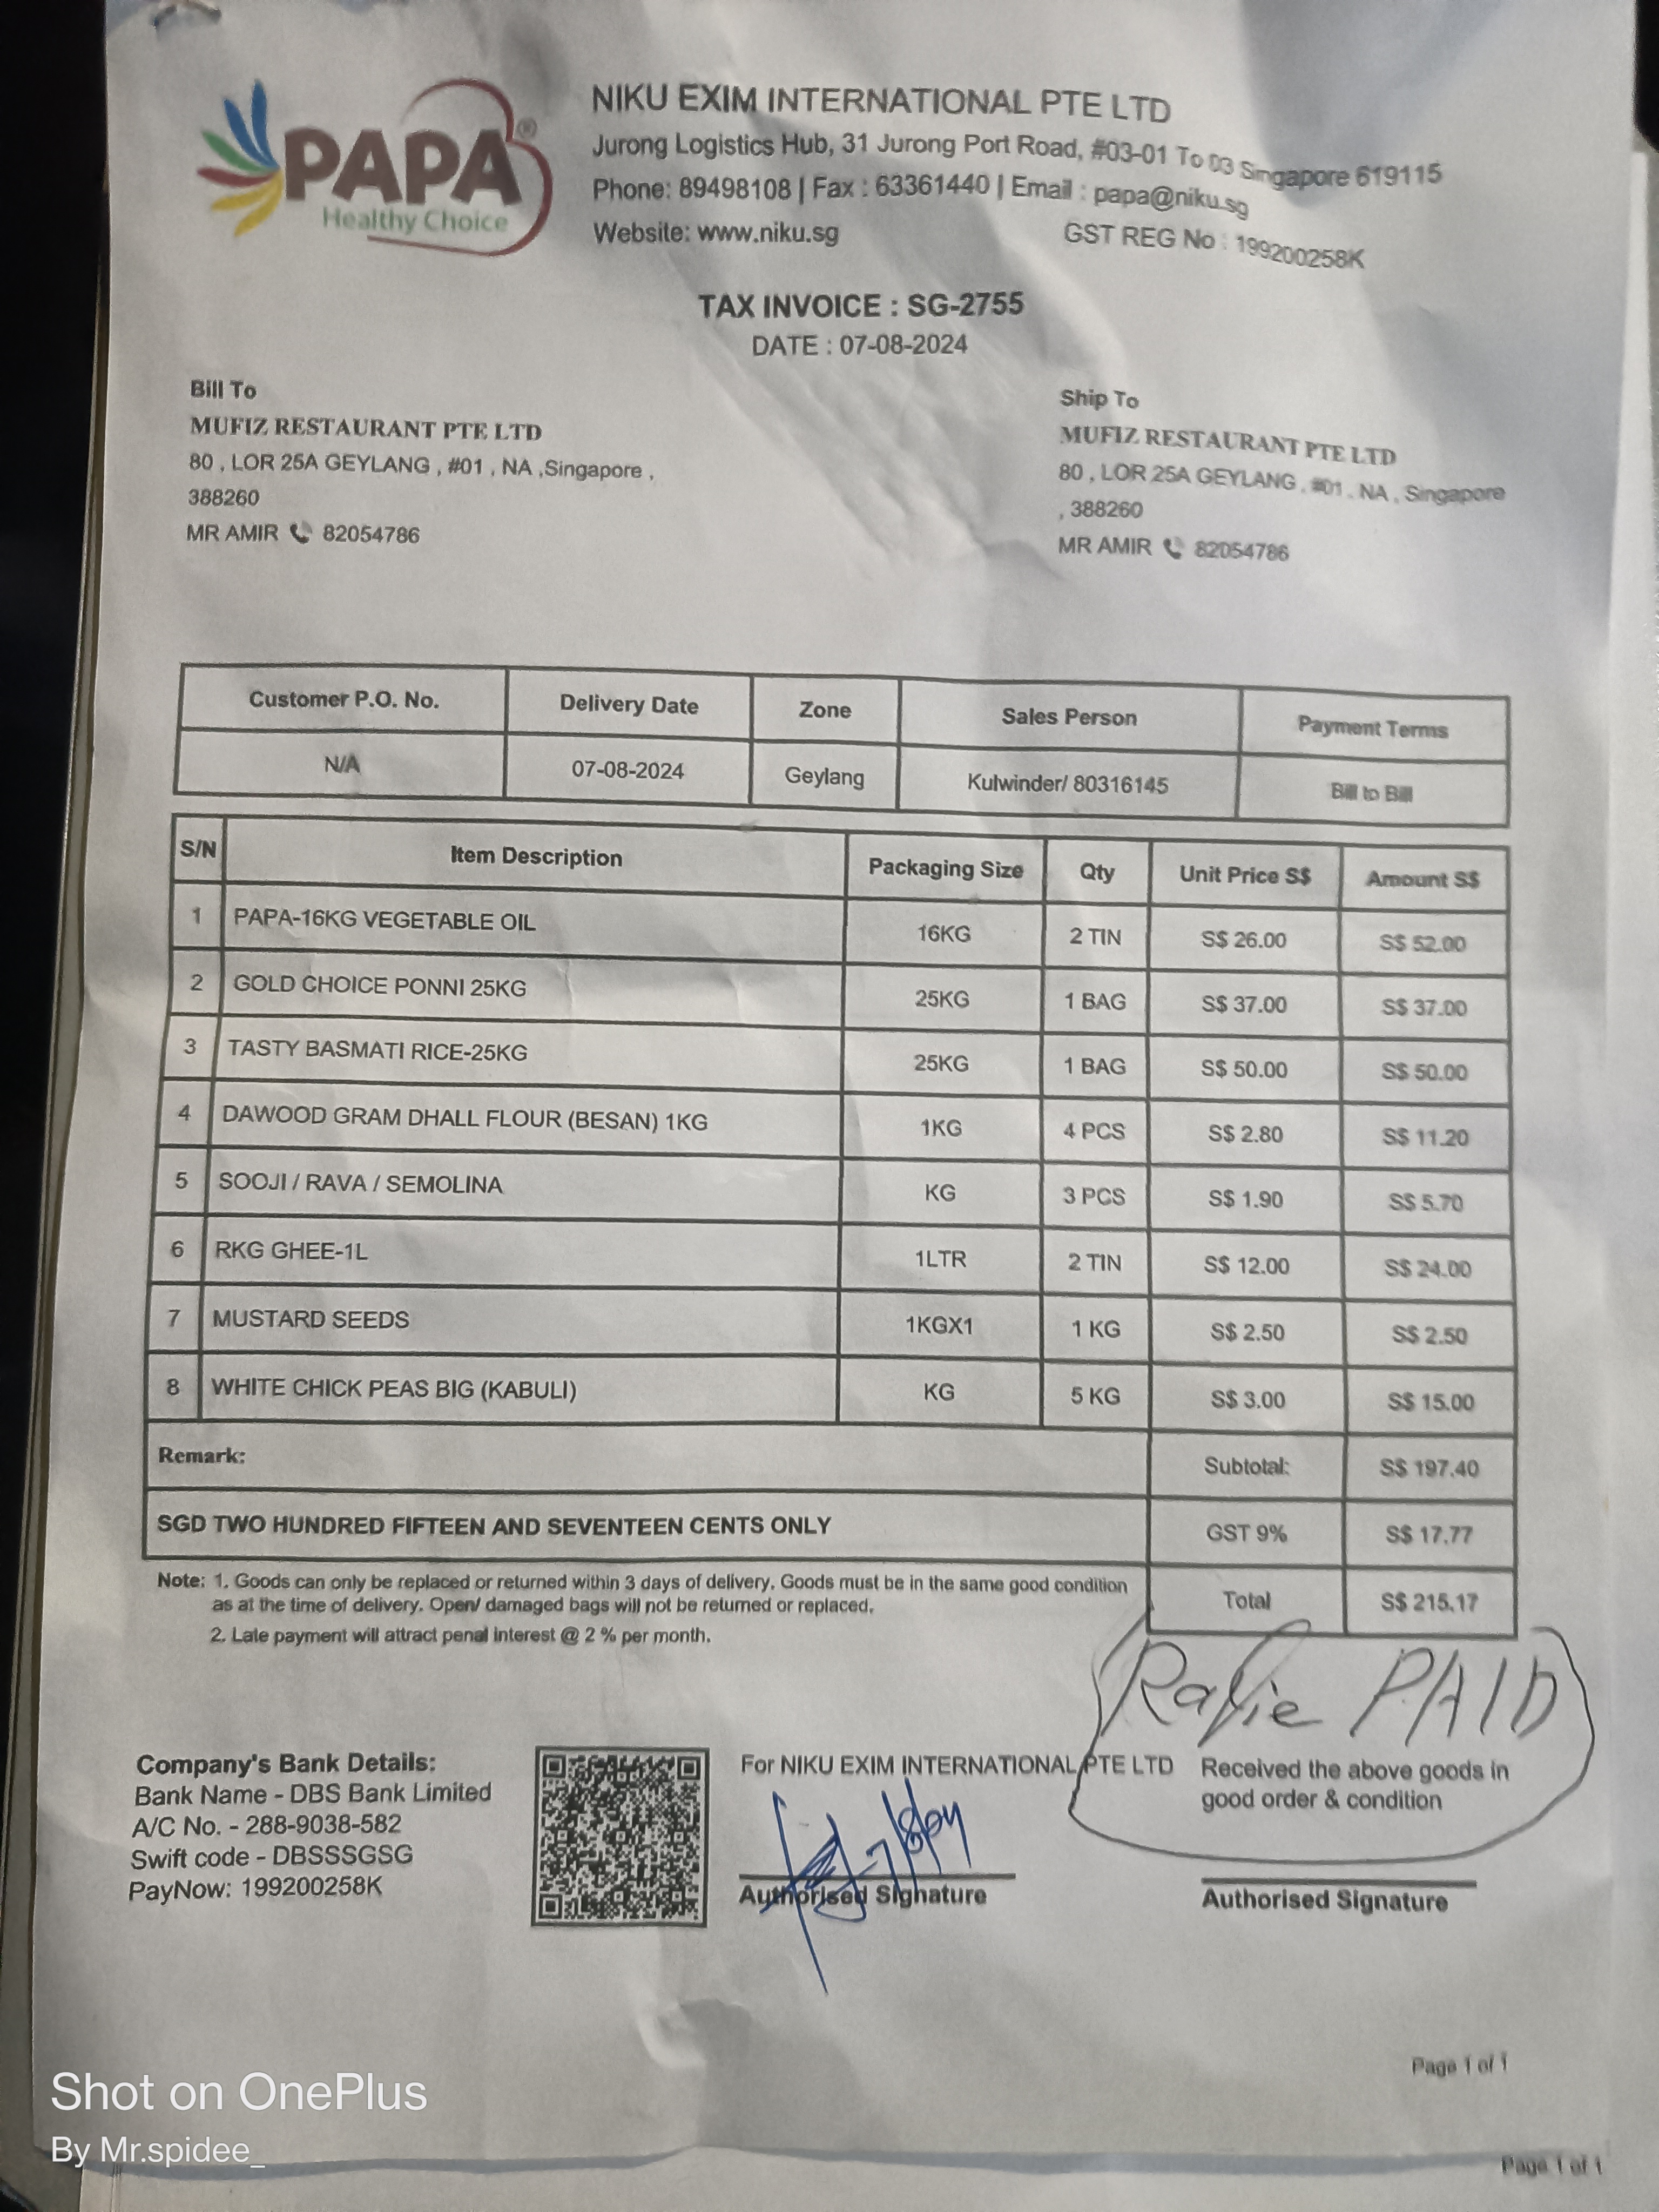 PAPA®
Healthy Choice
NIKU EXIM INTERNATIONAL PTE LTD
Jurong Logistics Hub, 31 Jurong Port Road, #03-01 To 03 Singapore 619115
Phone: 89498108 | Fax : 63361440 | Email : papa@niku.sg
Website: www.niku.sg GST REG No : 199200258K
TAX INVOICE : SG-2755
DATE : 07-08-2024
Bill To
MUFIZ RESTAURANT PTE LTD
80 , LOR 25A GEYLANG , #01 , NA ,Singapore ,
388260
MR AMIR 82054786
Ship To
MUFIZ RESTAURANT PTE LTD
80 , LOR 25A GEYLANG , #01 , NA , Singapore
, 388260
MR AMIR 82054786
Customer P.O. No. Delivery Date Zone Sales Person Payment Terms
N/A 07-08-2024 Geylang Kulwinder/ 80316145 Bill to Bill
S/N Item Description Packaging Size Qty Unit Price S$ Amount S$
1 PAPA-16KG VEGETABLE OIL 16KG 2 TIN S$ 26.00 S$ 52.00
2 GOLD CHOICE PONNI 25KG 25KG 1 BAG S$ 37.00 S$ 37.00
3 TASTY BASMATI RICE-25KG 25KG 1 BAG S$ 50.00 S$ 50.00
4 DAWOOD GRAM DHALL FLOUR (BESAN) 1KG 1KG 4 PCS S$ 2.80 S$ 11.20
5 SOOJI / RAVA / SEMOLINA KG 3 PCS S$ 1.90 S$ 5.70
6 RKG GHEE-1L 1LTR 2 TIN S$ 12.00 S$ 24.00
7 MUSTARD SEEDS 1KGX1 1 KG S$ 2.50 S$ 2.50
8 WHITE CHICK PEAS BIG (KABULI) KG 5 KG S$ 3.00 S$ 15.00
Remark: Subtotal: S$ 197.40
SGD TWO HUNDRED FIFTEEN AND SEVENTEEN CENTS ONLY GST 9% S$ 17.77
Total S$ 215.17
Note: 1. Goods can only be replaced or returned within 3 days of delivery. Goods must be in the same good condition
as at the time of delivery. Open/ damaged bags will not be returned or replaced.
2. Late payment will attract penal interest @ 2 % per month.
PAID
Company's Bank Details:
Bank Name - DBS Bank Limited
A/C No. - 288-9038-582
Swift code - DBSSSGSG
PayNow: 199200258K
For NIKU EXIM INTERNATIONAL PTE LTD
Authorised Signature
Received the above goods in
good order & condition
Authorised Signature
Page 1 of 1
Shot on OnePlus
By Mr.spidee_
Page 1 of 1